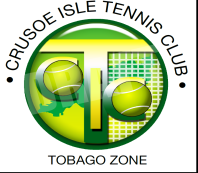 • CRUSOE ISLE TENNIS CLUB •
TOBAGO ZONE